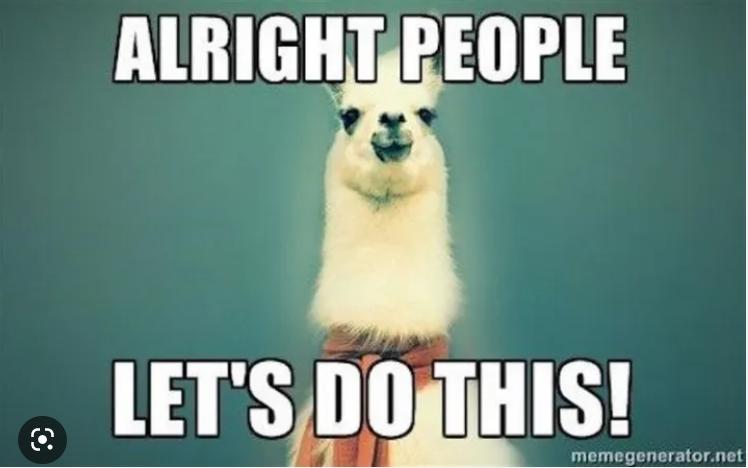 ALRIGHT PEOPLE
LET'S DO THIS!
memegenerator.net